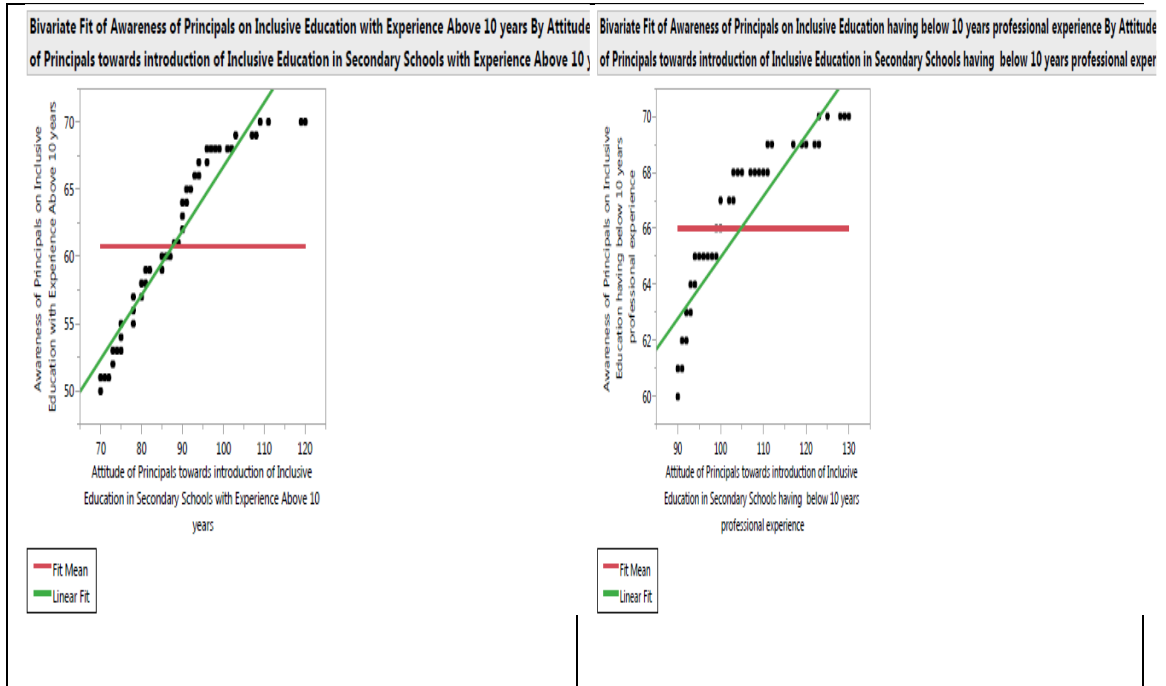 Bivariate Fit of Awareness of Principals on Inclusive Education with Experience Above 10 years By Attitude
of Principals towards introduction of Inclusive Education in Secondary Schools with Experience Above 10 y
Awareness of Principals on Inclusive
Education with Experience Above 10 years
70
65
60
55
50
70 80 90 100 110 120
Attitude of Principals towards introduction of Inclusive
Education in Secondary Schools with Experience Above 10
years
Fit Mean
Linear Fit
Bivariate Fit of Awareness of Principals on Inclusive Education having below 10 years professional experience By Attitude
of Principals towards introduction of Inclusive Education in Secondary Schools having below 10 years professional exper
Awareness of Principals on Inclusive
Education having below 10 years
professional experience
70
68
66
64
62
60
90 100 110 120 130
Attitude of Principals towards introduction of Inclusive
Education in Secondary Schools having below 10 years
professional experience
Fit Mean
Linear Fit